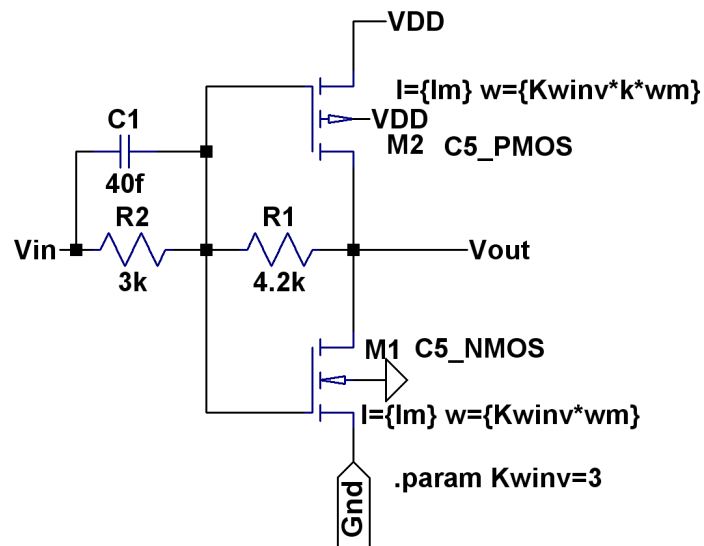 VDD
l={lm} w={Kwinv*k*wm}
VDD
M2 C5_PMOS
C1
40f
R2
3k
R1
4.2k
Vin
Vout
M1 C5_NMOS
l={lm} w={Kwinv*wm}
.param Kwinv=3
Gnd